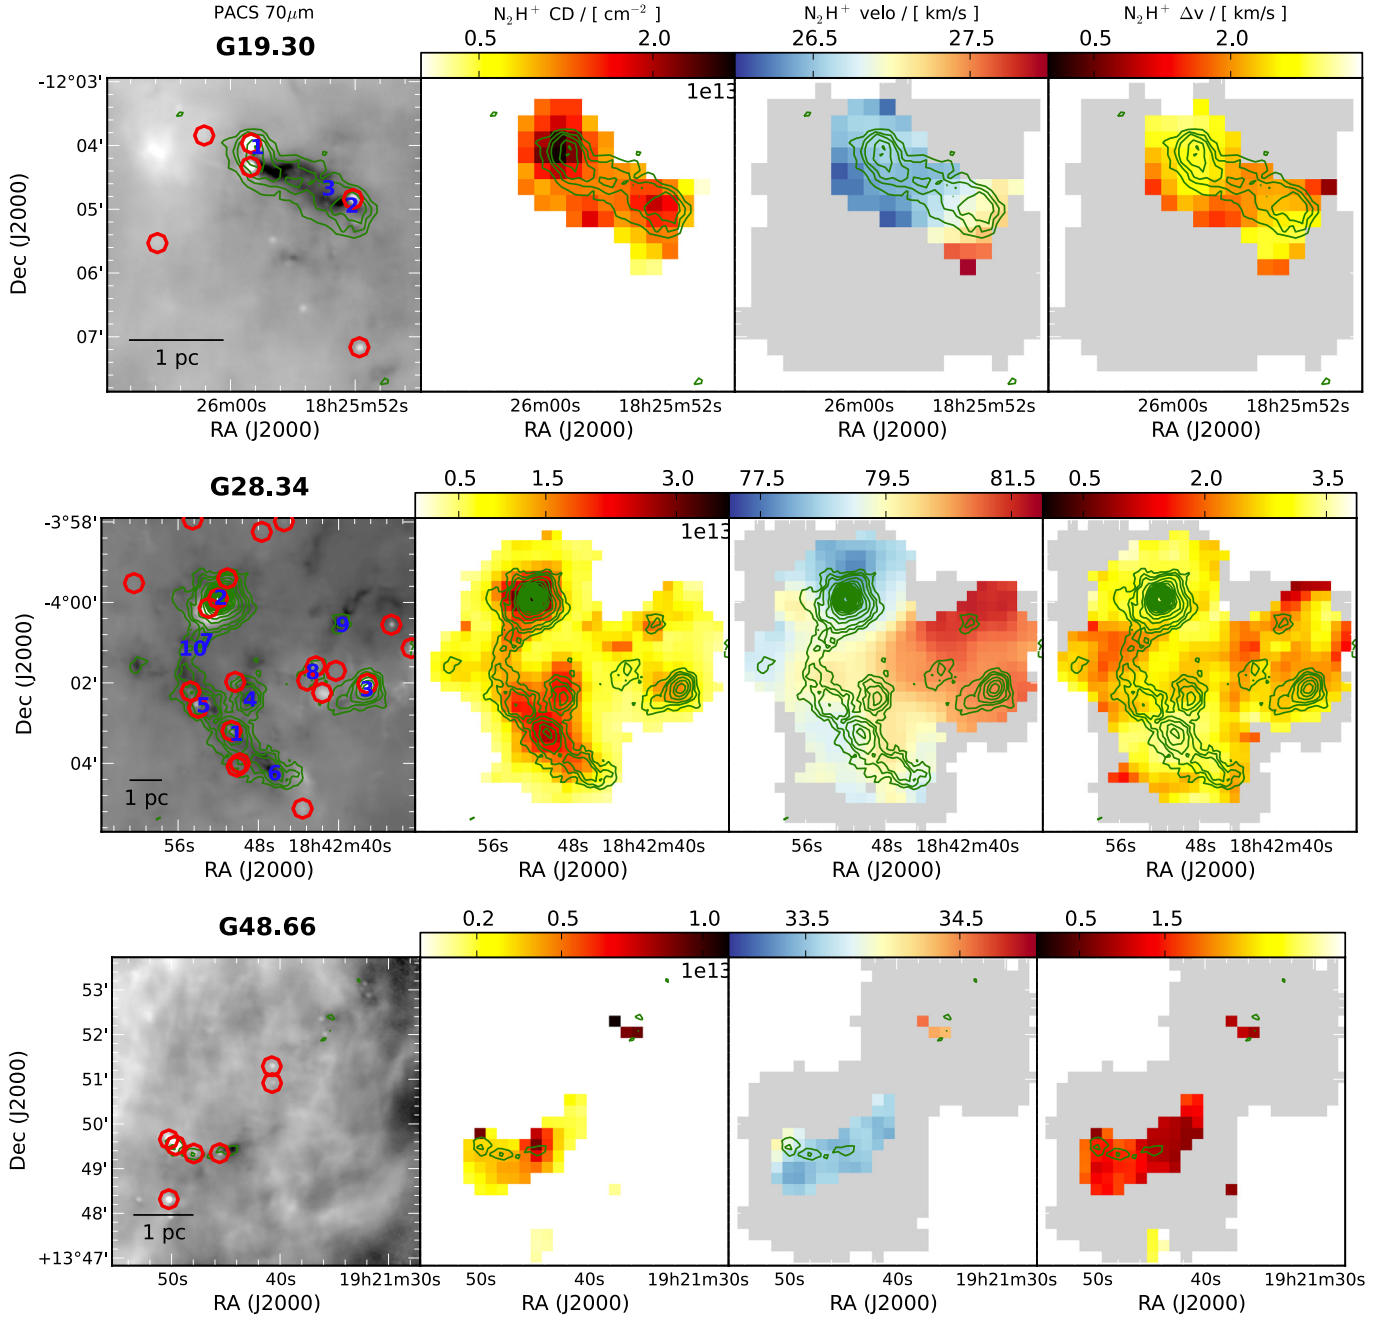 PACS 70μm
N₂H⁺ CD / [ cm⁻² ]
N₂H⁺ velo / [ km/s ]
N₂H⁺ Δv / [ km/s ]
G19.30
0.5 2.0
26.5 27.5
0.5 2.0
1e13
-12°03'
04'
05'
06'
07'
Dec (J2000)
1
3
2
1 pc
26m00s 18h25m52s
26m00s 18h25m52s
26m00s 18h25m52s
26m00s 18h25m52s
RA (J2000)
RA (J2000)
RA (J2000)
RA (J2000)
G28.34
0.5 1.5 3.0
77.5 79.5 81.5
0.5 2.0 3.5
1e13
-3°58'
-4°00'
02'
04'
Dec (J2000)
2
9
7
10
8
3
4
5
1
6
1 pc
56s 48s 18h42m40s
56s 48s 18h42m40s
56s 48s 18h42m40s
56s 48s 18h42m40s
RA (J2000)
RA (J2000)
RA (J2000)
RA (J2000)
G48.66
0.2 0.5 1.0
33.5 34.5
0.5 1.5
1e13
53'
52'
51'
50'
49'
48'
+13°47'
Dec (J2000)
1 pc
50s 40s 19h21m30s
50s 40s 19h21m30s
50s 40s 19h21m30s
50s 40s 19h21m30s
RA (J2000)
RA (J2000)
RA (J2000)
RA (J2000)